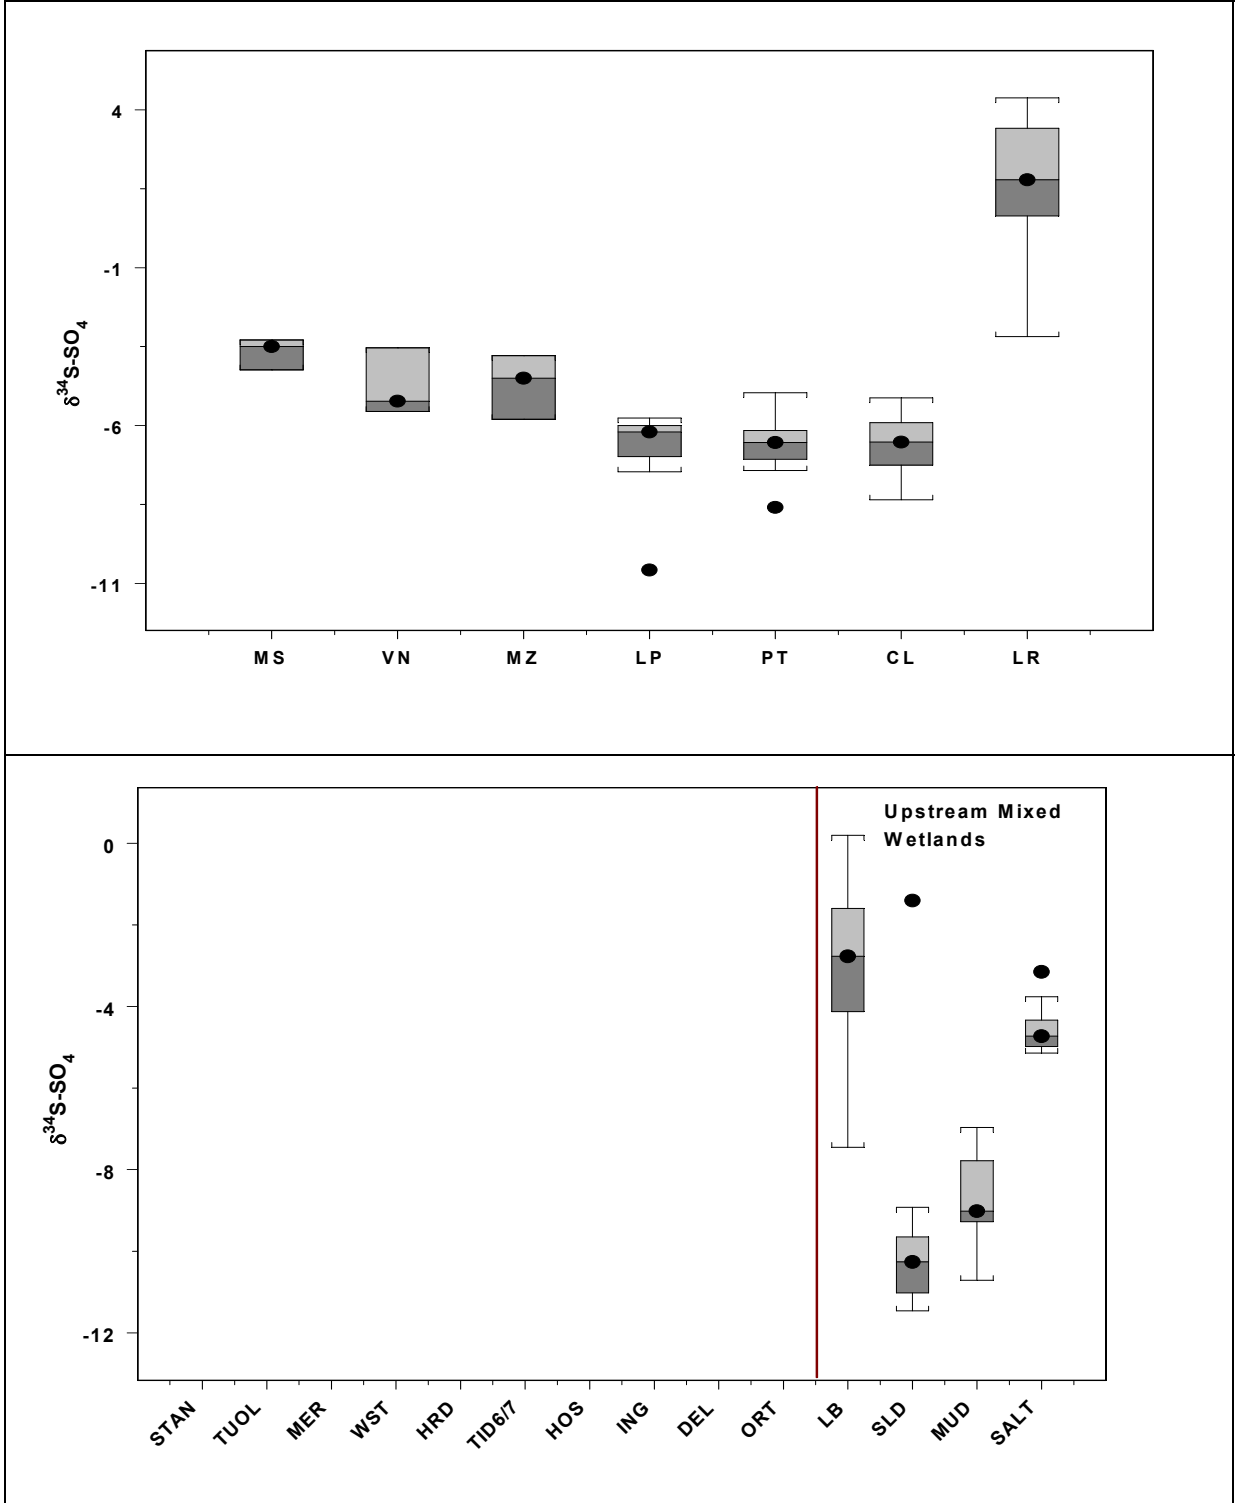 4
-1
-6
-11
δ³⁴S-SO₄
MS VN MZ LP PT CL LR
Upstream Mixed
Wetlands
0
-4
-8
-12
δ³⁴S-SO₄
STAN TUOL MER WST HRD TID6/7 HOS ING DEL ORT LB SLD MUD SALT